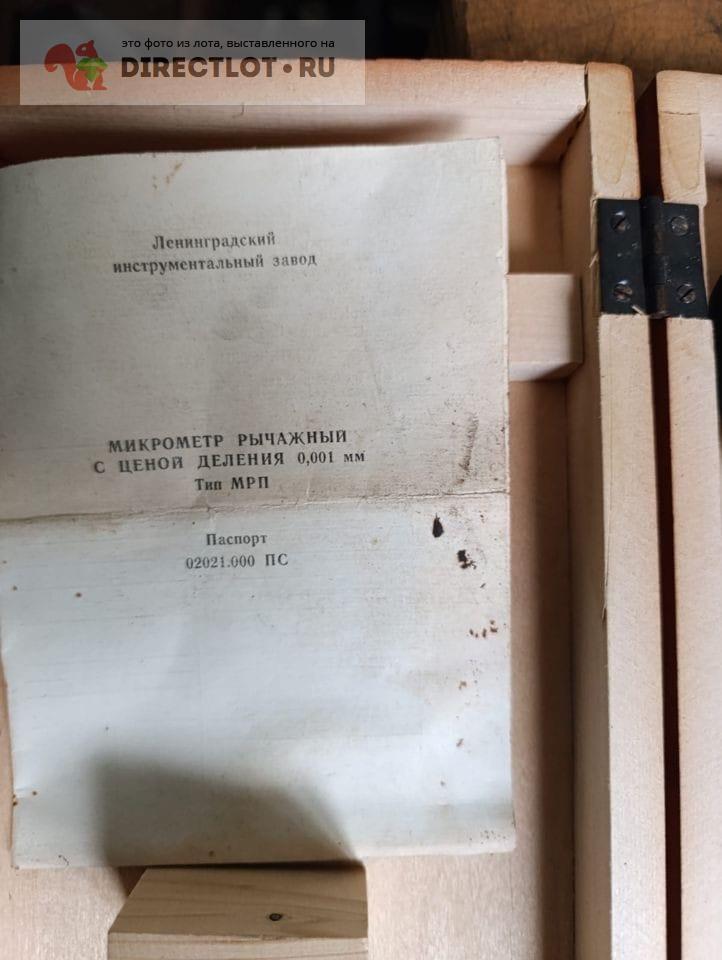 это фото из лота, выставленного на
DIRECTLOT•RU
Ленинградский
инструментальный завод
МИКРОМЕТР РЫЧАЖНЫЙ
С ЦЕНОЙ ДЕЛЕНИЯ 0,001 мм
Тип МРП
Паспорт
02021.000 ПС